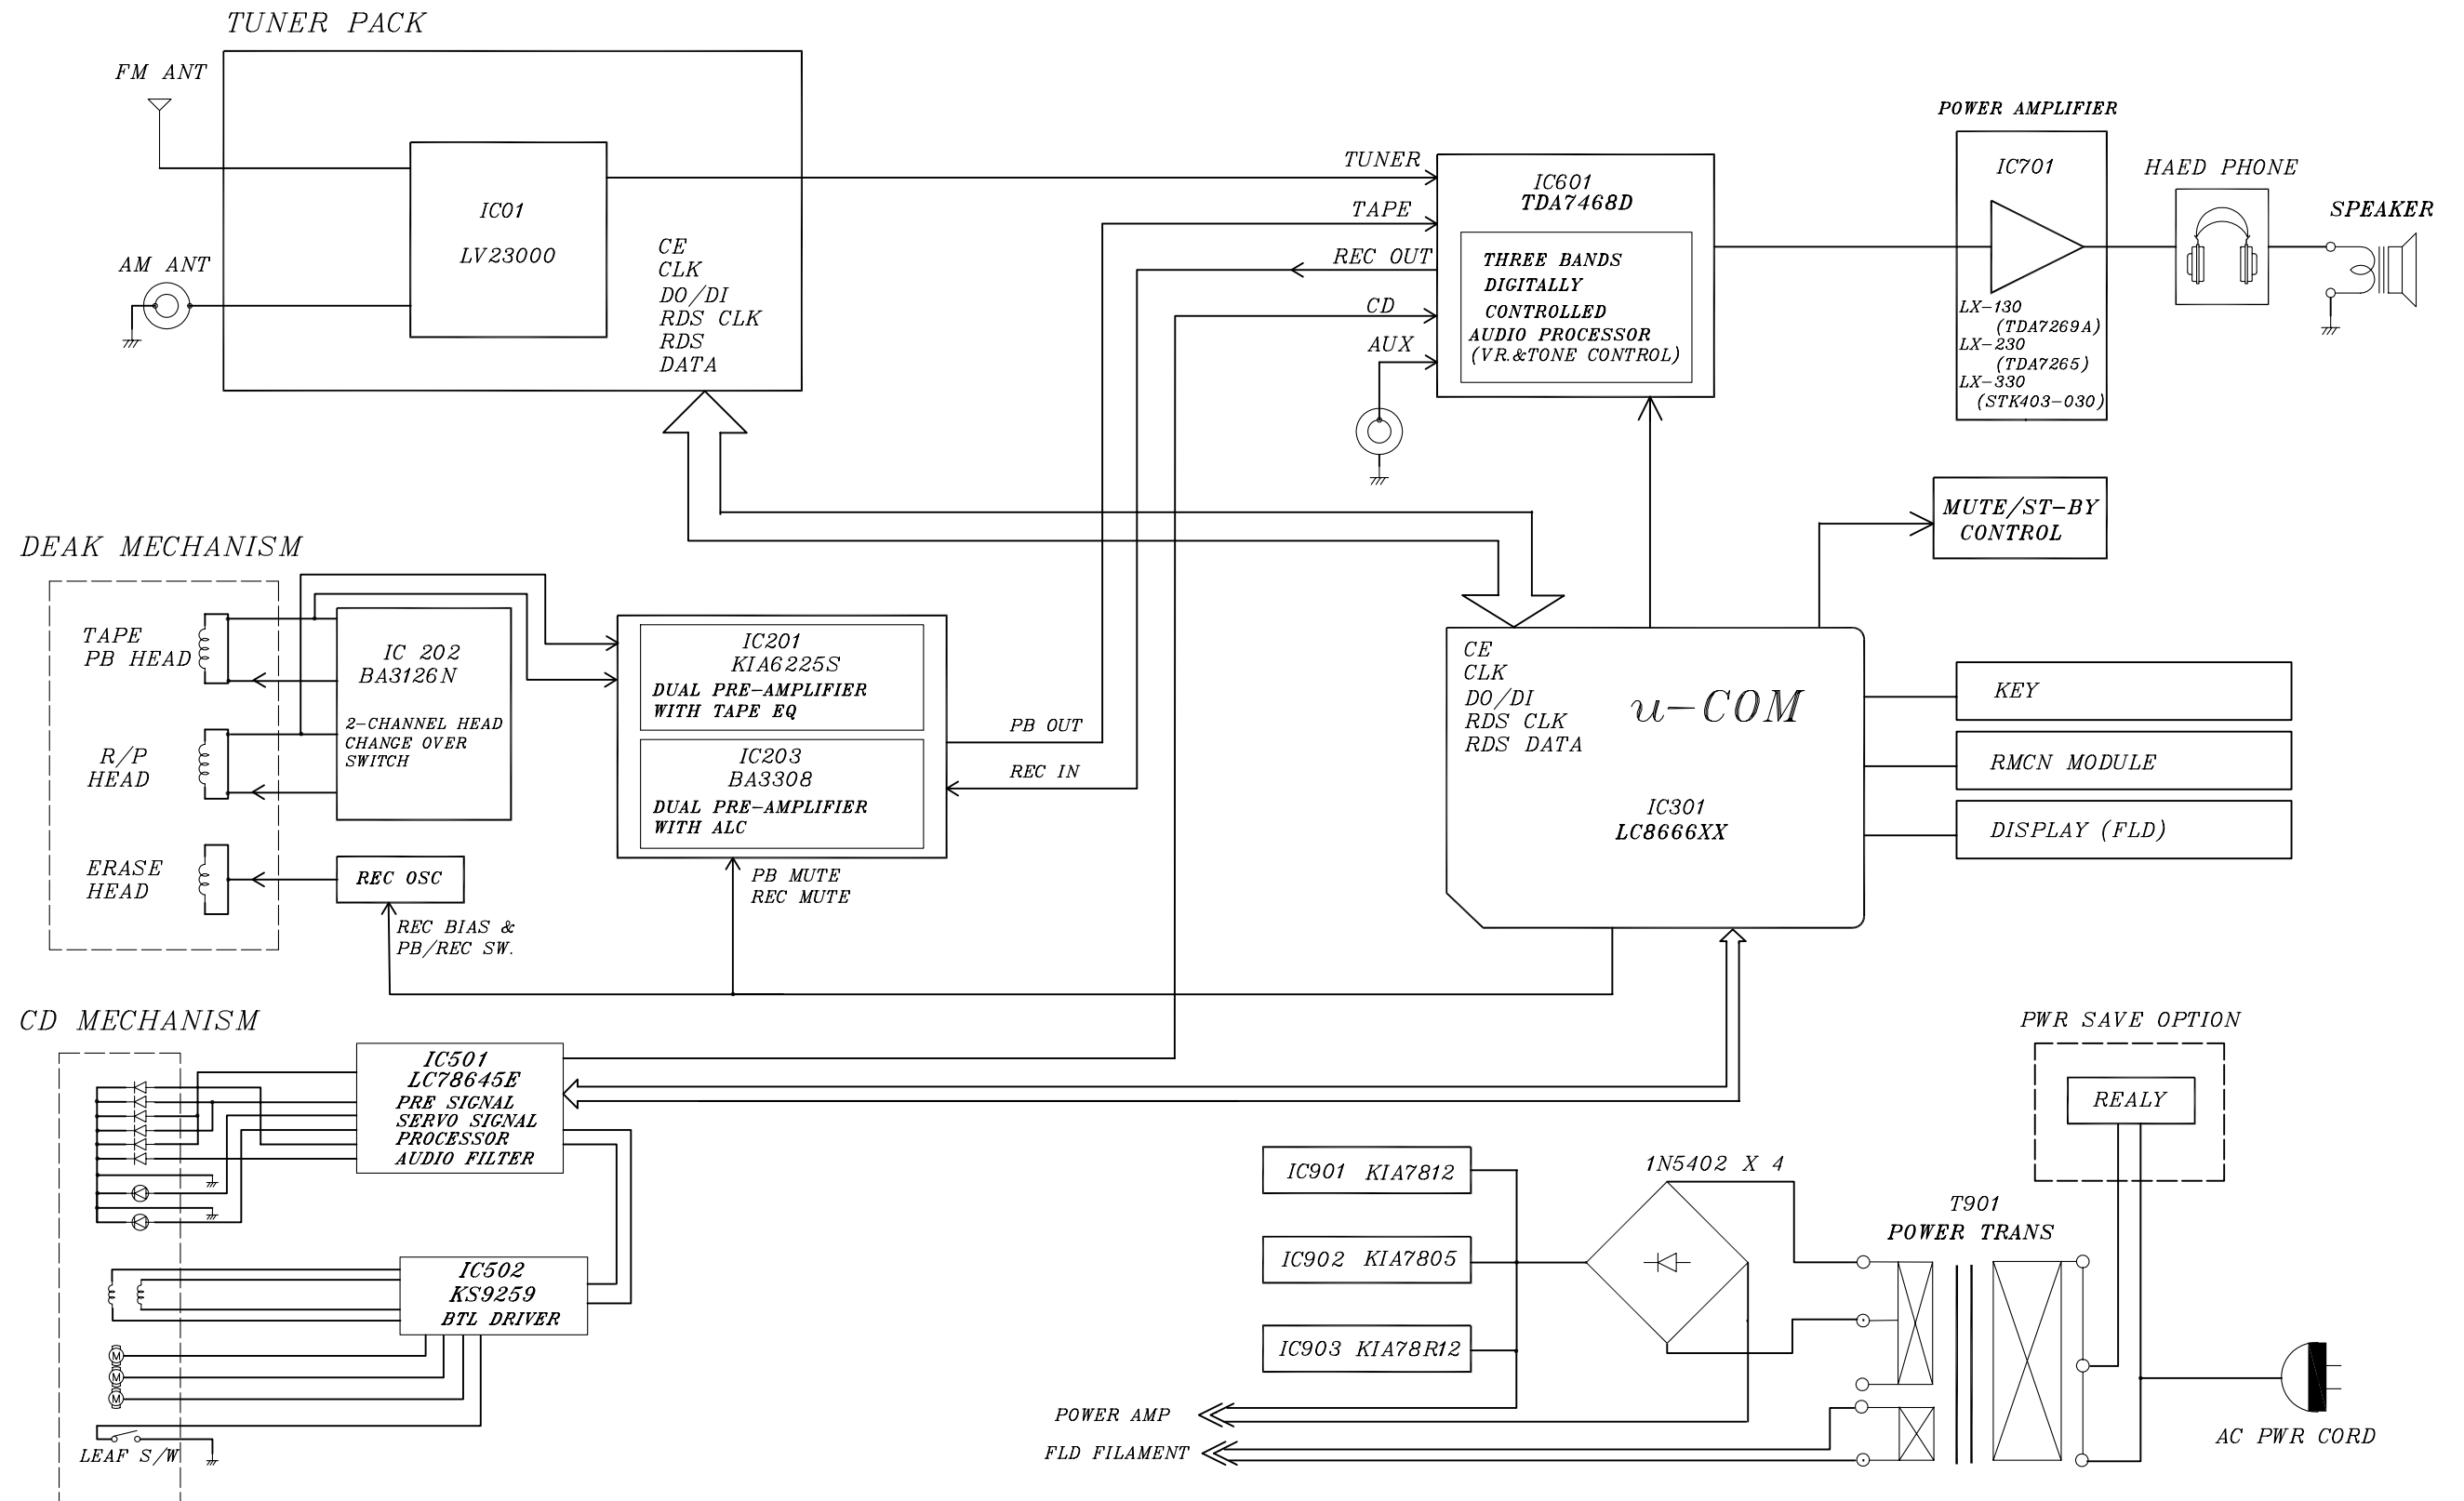 TUNER PACK
FM ANT
AM ANT
IC01
LV23000
CE
CLK
DO/DI
RDS CLK
RDS
DATA
TUNER
TAPE
REC OUT
CD
AUX
IC601
TDA7468D
THREE BANDS
DIGITALLY
CONTROLLED
AUDIO PROCESSOR
(VR.&TONE CONTROL)
POWER AMPLIFIER
IC701
LX-130
(TDA7269A)
LX-230
(TDA7265)
LX-330
(STK403-030)
HAED PHONE
SPEAKER
MUTE/ST-BY
CONTROL
DEAK MECHANISM
TAPE
PB HEAD
R/P
HEAD
ERASE
HEAD
IC 202
BA3126N
2-CHANNEL HEAD
CHANGE OVER
SWITCH
REC OSC
REC BIAS &
PB/REC SW.
IC201
KIA6225S
DUAL PRE-AMPLIFIER
WITH TAPE EQ
IC203
BA3308
DUAL PRE-AMPLIFIER
WITH ALC
PB OUT
REC IN
PB MUTE
REC MUTE
CE
CLK
DO/DI
RDS CLK
RDS DATA
u-COM
IC301
LC8666XX
KEY
RMCN MODULE
DISPLAY (FLD)
CD MECHANISM
IC501
LC78645E
PRE SIGNAL
SERVO SIGNAL
PROCESSOR
AUDIO FILTER
IC502
KS9259
BTL DRIVER
M
M
M
LEAF S/W
IC901 KIA7812
IC902 KIA7805
IC903 KIA78R12
1N5402 X 4
POWER AMP
FLD FILAMENT
T901
POWER TRANS
PWR SAVE OPTION
REALY
AC PWR CORD